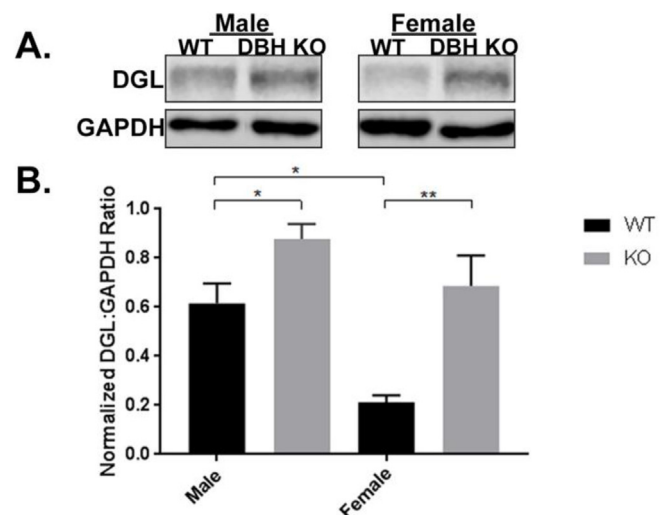 A.
Male Female
WT DBH KO WT DBH KO
DGL
GAPDH
B.
* 
* **
Normalized DGL:GAPDH Ratio
1.0
0.8
0.6
0.4
0.2
0.0
Male Female
WT
KO